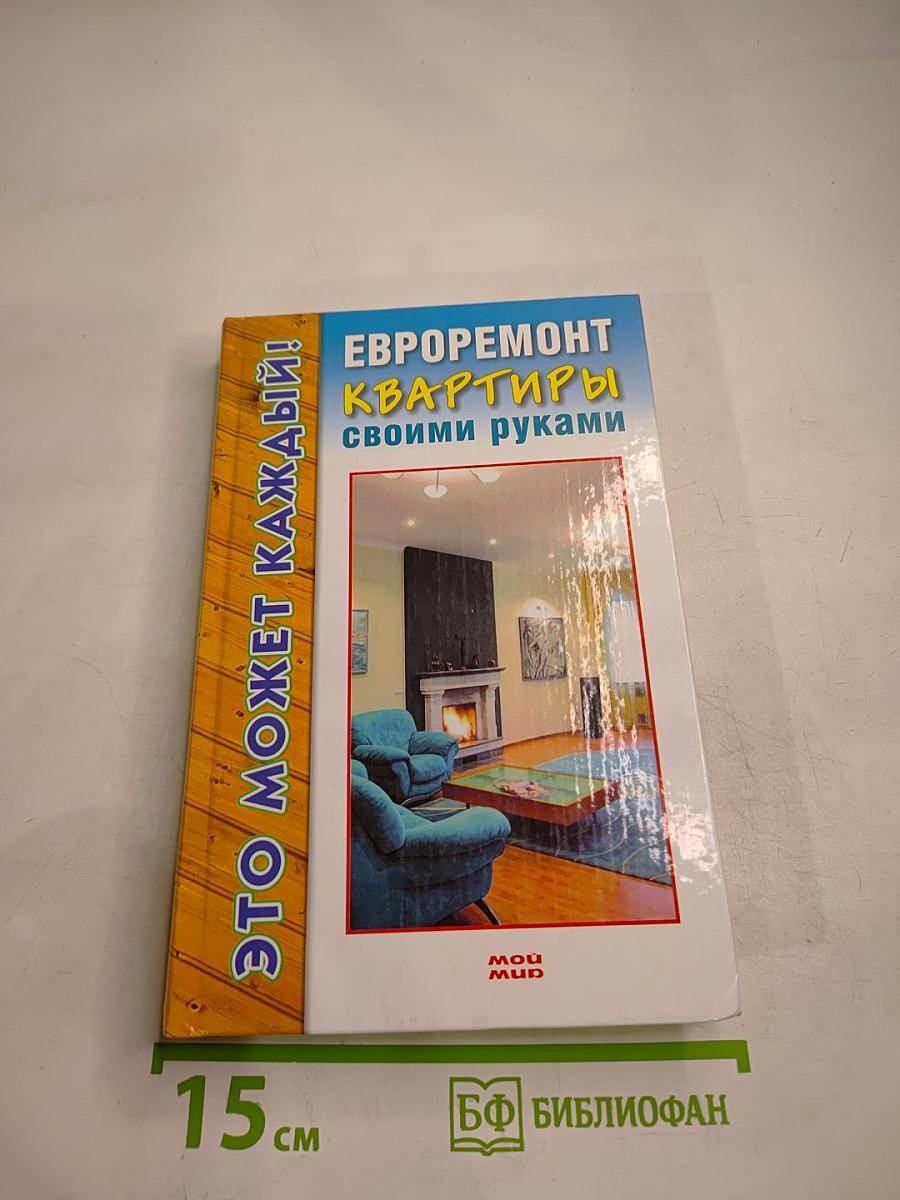 ЭТО МОЖЕТ КАЖДЫЙ!
ЕВРОРЕМОНТ
КВАРТИРЫ
своими руками
мой
мир
15 см
БФ БИБЛИОФАН